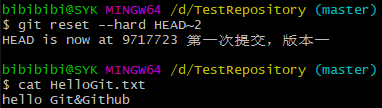 bibibibi@SYK MINGW64 /d/TestRepository (master)
$ git reset --hard HEAD~2
HEAD is now at 9717723 第一次提交，版本一
bibibibi@SYK MINGW64 /d/TestRepository (master)
$ cat HelloGit.txt
hello Git&Github